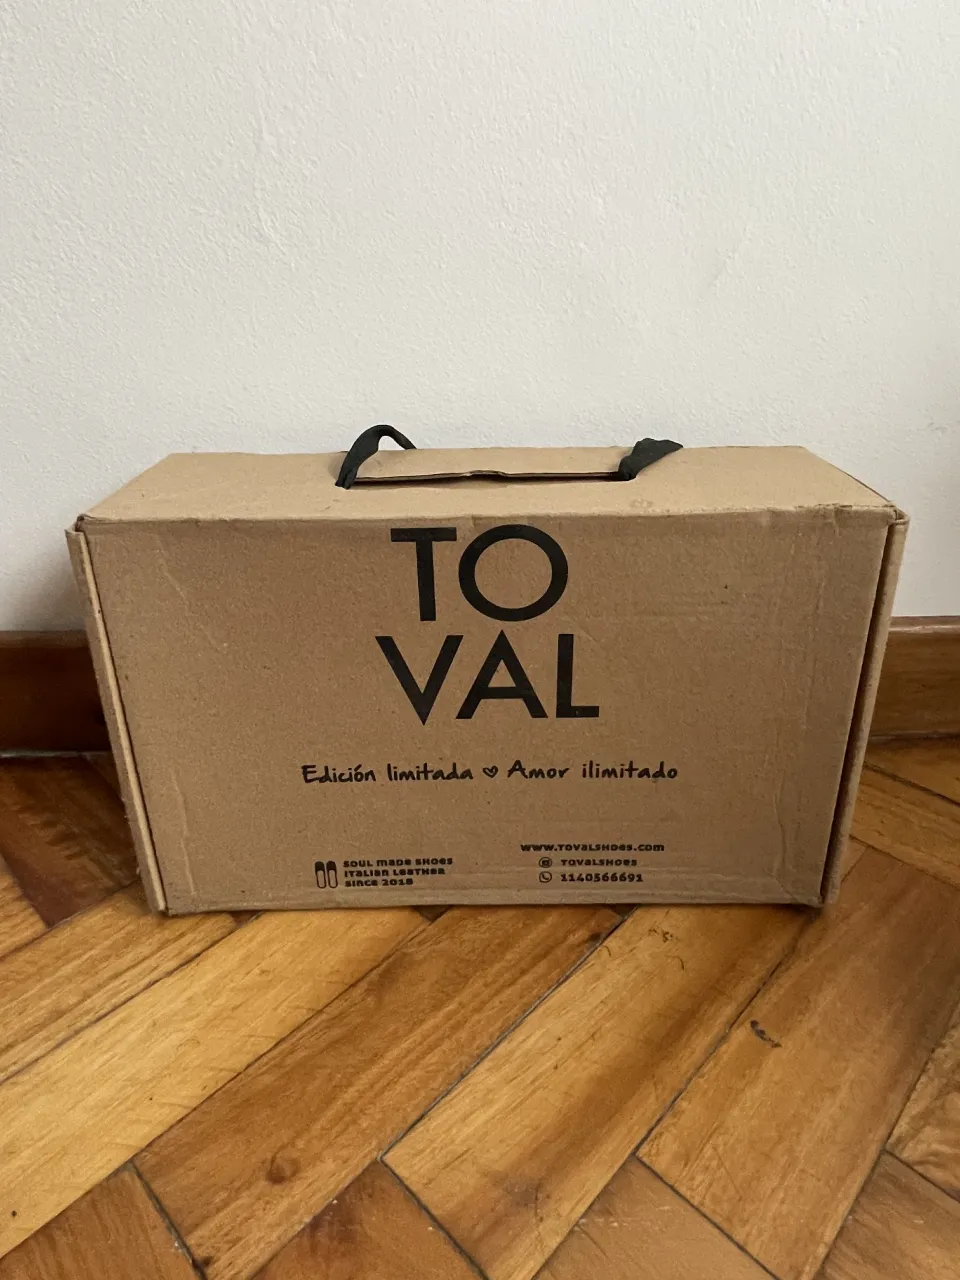 TO
VAL
Edición limitada ♡ Amor ilimitado
SOUL MADE SHOES
ITALIAN LEATHER
SINCE 2018
www.TOVALSHOES.com
TOVALSHOES
1140566691